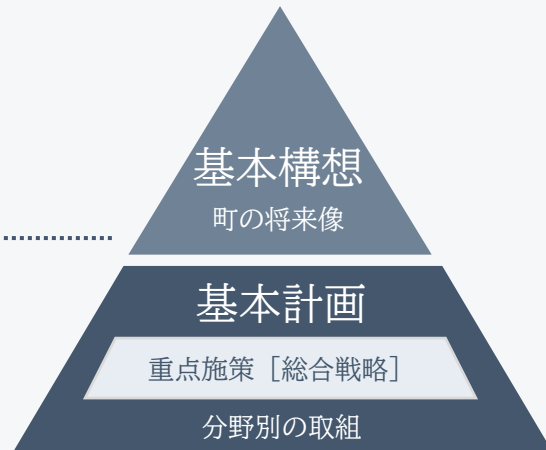 基本構想
町の将来像
基本計画
重点施策［総合戦略］
分野別の取組